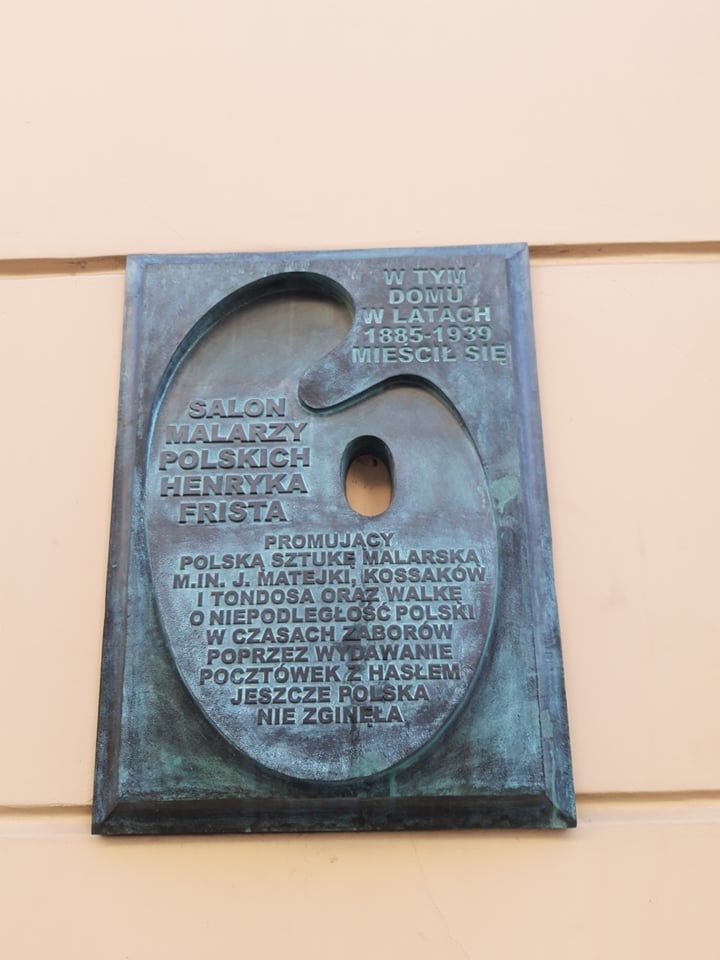 W TYM
DOMU
W LATACH
1885-1939
MIEŚCIŁ SIĘ
SALON
MALARZY
POLSKICH
HENRYKA
FRISTA
PROMUJĄCY
POLSKĄ SZTUKĘ MALARSKĄ
M.IN. J. MATEJKI, KOSSAKÓW
I TONDOSA ORAZ WALKĘ
O NIEPODLEGŁOŚĆ POLSKI
W CZASACH ZABORÓW
POPRZEZ WYDAWANIE
POCZTÓWEK Z HASŁEM
JESZCZE POLSKA
NIE ZGINĘŁA